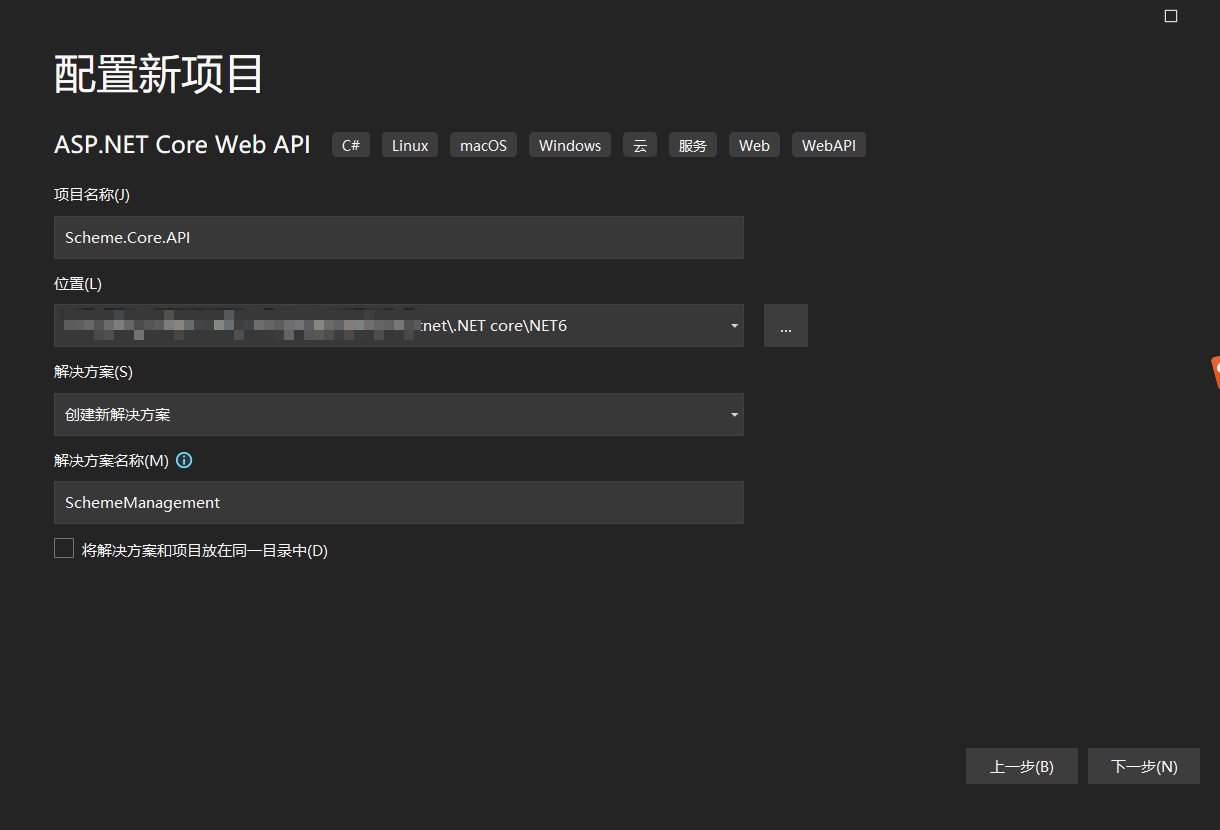 配置新项目
ASP.NET Core Web API C# Linux macOS Windows 云 服务 Web WebAPI
项目名称(J)
Scheme.Core.API
位置(L)
\.NET core\NET6 ...
解决方案(S)
创建新解决方案
解决方案名称(M)
SchemeManagement
将解决方案和项目放在同一目录中(D)
上一步(B) 下一步(N)